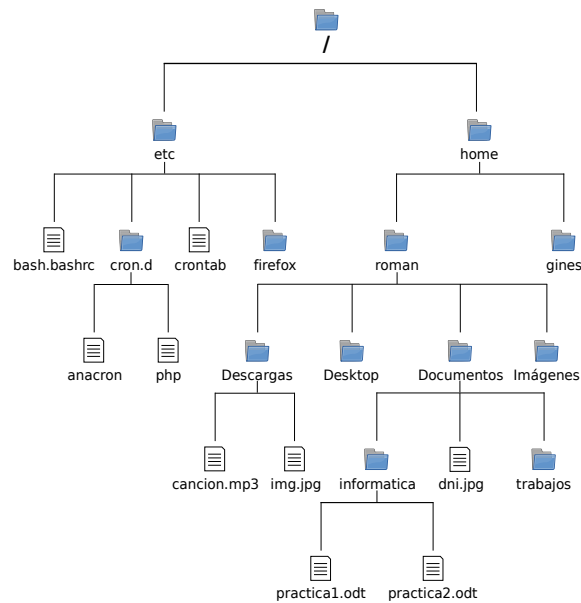 /
etc
home
bash.bashrc
cron.d
crontab
firefox
roman
gines
anacron
php
Descargas
Desktop
Documentos
Imágenes
cancion.mp3
img.jpg
informatica
dni.jpg
trabajos
practica1.odt
practica2.odt